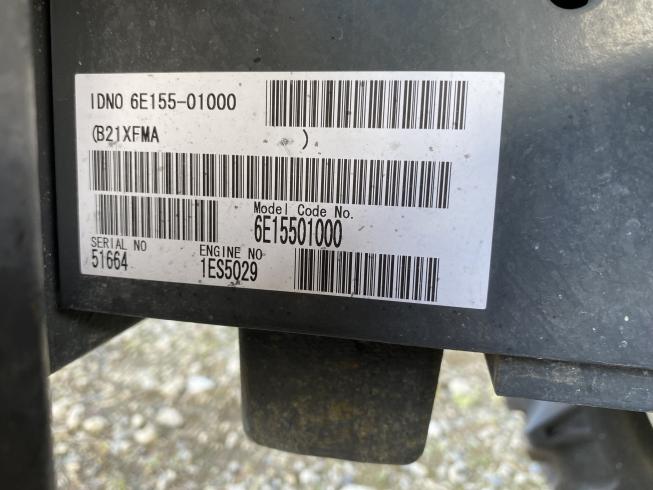 IDNO 6E155-01000
(B21XFMA )
Model Code No.
6E15501000
SERIAL NO
51664
ENGINE NO
1ES5029